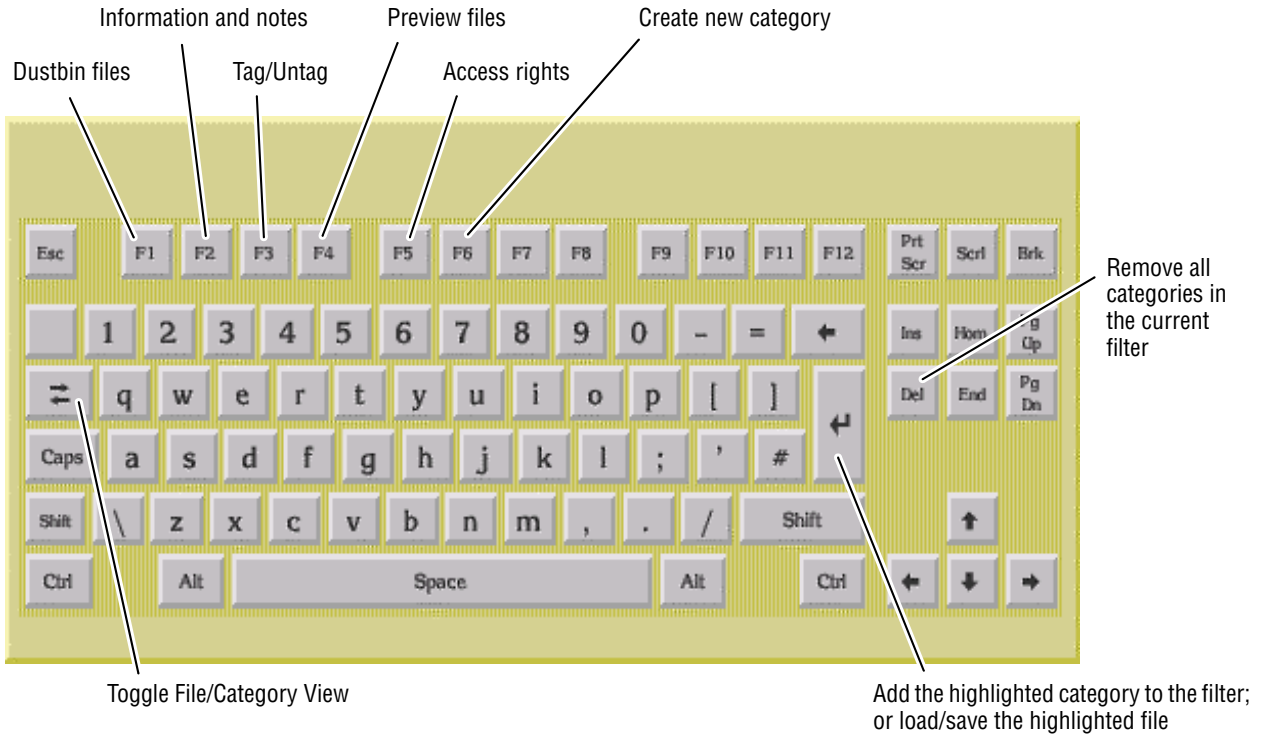 Information and notes Preview files Create new category
Dustbin files Tag/Untag Access rights
Esc F1 F2 F3 F4 F5 F6 F7 F8 F9 F10 F11 F12 Prt Scr Scrl Brk
Remove all
categories in
the current
filter
1 2 3 4 5 6 7 8 9 0 - = ← Ins Hom Pg Up
⇄ q w e r t y u i o p [ ] ↵ Del End Pg Dn
Caps a s d f g h j k l ; ' #
Shift \ z x c v b n m , . / Shift ↑
Ctrl Alt Space Alt Ctrl ← ↓ →
Toggle File/Category View
Add the highlighted category to the filter;
or load/save the highlighted file